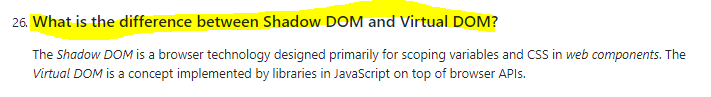 26. What is the difference between Shadow DOM and Virtual DOM?
The Shadow DOM is a browser technology designed primarily for scoping variables and CSS in web components. The
Virtual DOM is a concept implemented by libraries in JavaScript on top of browser APIs.